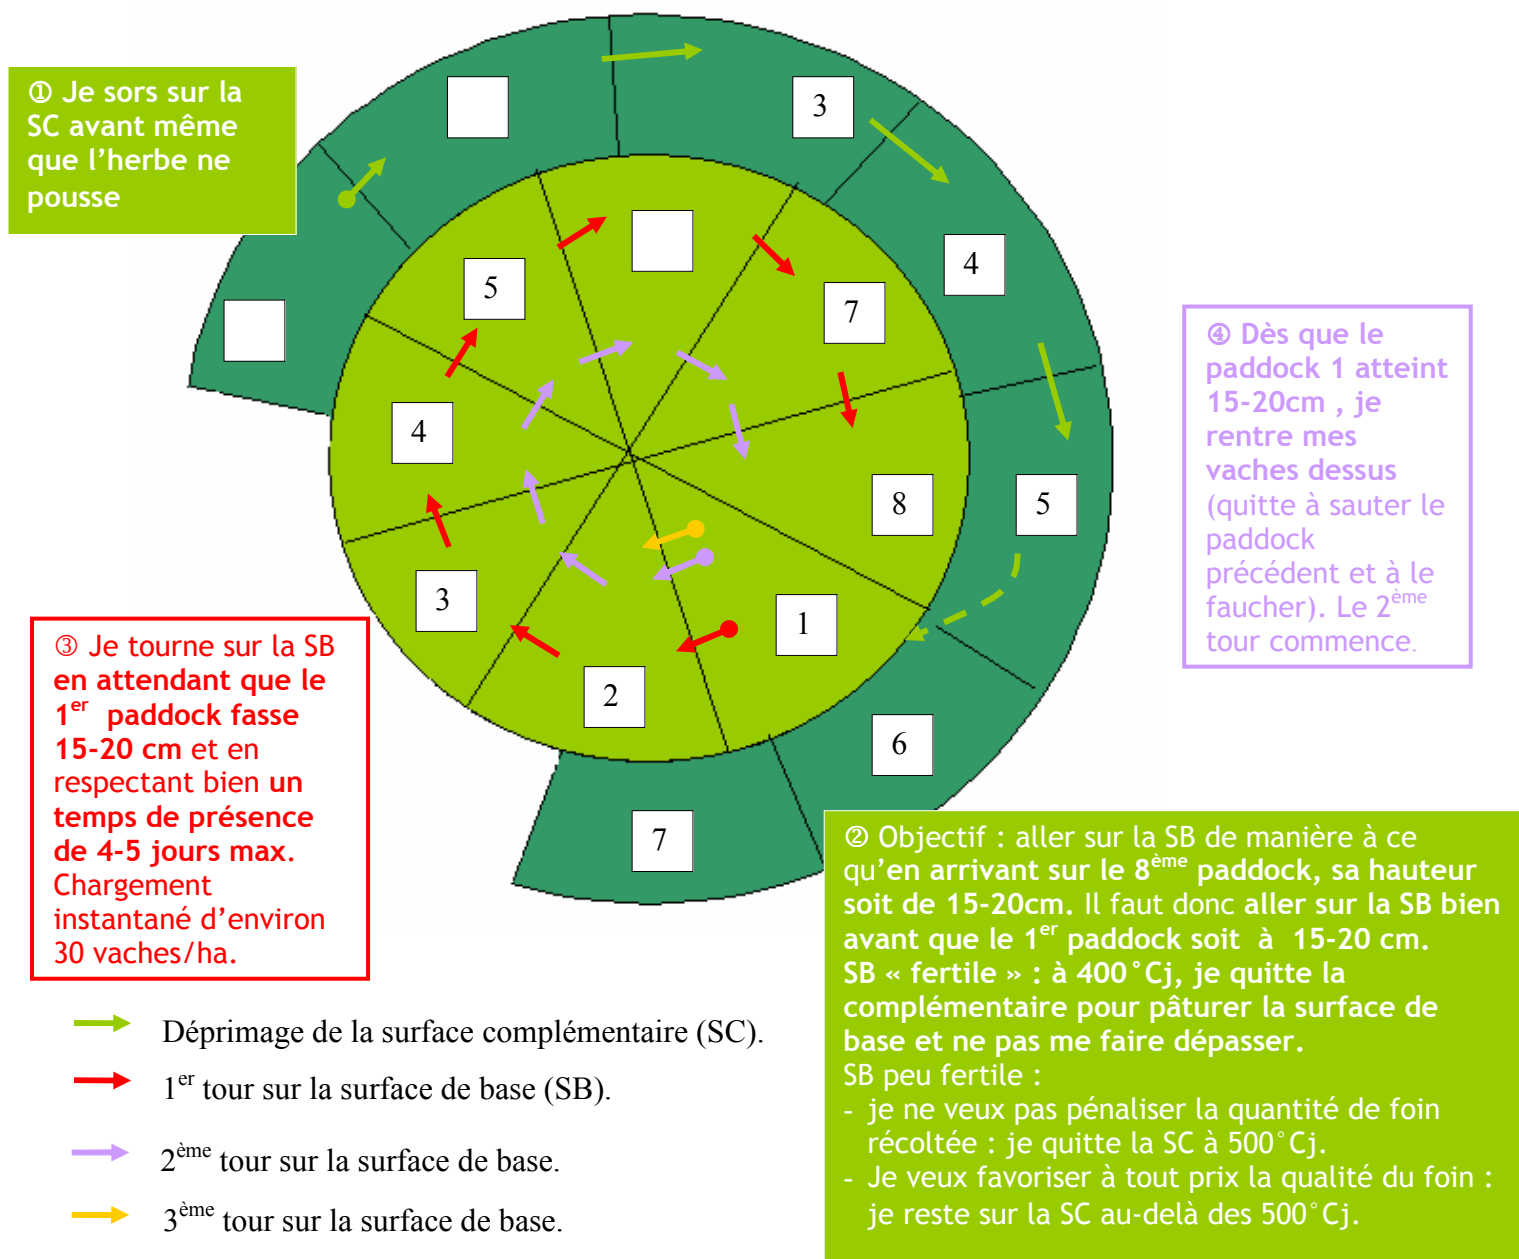 ① Je sors sur la
SC avant même
que l’herbe ne
pousse
3
4
5
6
7
5
7
4
8
3
1
2
④ Dès que le
paddock 1 atteint
15-20cm , je
rentre mes
vaches dessus
(quitte à sauter le
paddock
précédent et à le
faucher). Le 2ème
tour commence.
③ Je tourne sur la SB
en attendant que le
1er paddock fasse
15-20 cm et en
respectant bien un
temps de présence
de 4-5 jours max.
Chargement
instantané d’environ
30 vaches/ha.
② Objectif : aller sur la SB de manière à ce
qu’en arrivant sur le 8ème paddock, sa hauteur
soit de 15-20cm. Il faut donc aller sur la SB bien
avant que le 1er paddock soit à 15-20 cm.
SB « fertile » : à 400°Cj, je quitte la
complémentaire pour pâturer la surface de
base et ne pas me faire dépasser.
SB peu fertile :
- je ne veux pas pénaliser la quantité de foin
récoltée : je quitte la SC à 500°Cj.
- Je veux favoriser à tout prix la qualité du foin :
je reste sur la SC au-delà des 500°Cj.
Déprimage de la surface complémentaire (SC).
1er tour sur la surface de base (SB).
2ème tour sur la surface de base.
3ème tour sur la surface de base.